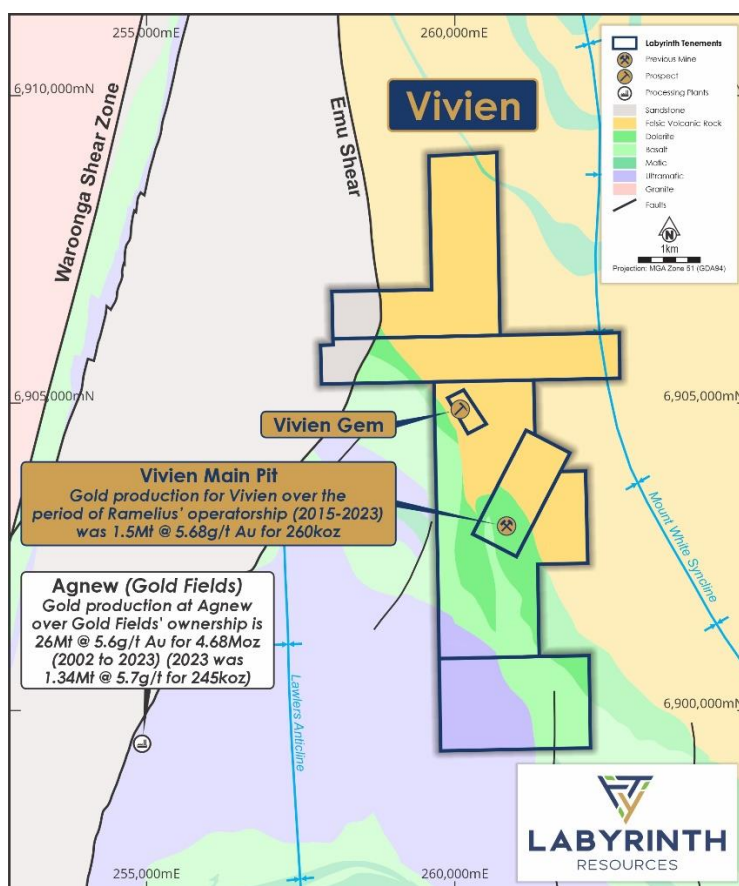 255,000mE
260,000mE
6,910,000mN
Waroonga Shear Zone
Emu Shear
Vivien
Labyrinth Tenements
Previous Mine
Prospect
Processing Plants
Sandstone
Felsic Volcanic Rock
Dolerite
Basalt
Mafic
Ultramafic
Granite
Faults
N
1km
Projection: MGA Zone 51 (GDA94)
6,905,000mN
6,905,000mN
Vivien Gem
Vivien Main Pit
Gold production for Vivien over the
period of Ramelius' operatorship (2015-2023)
was 1.5Mt @ 5.68g/t Au for 260koz
Mount White Syncline
Agnew (Gold Fields)
Gold production at Agnew
over Gold Fields' ownership is
26Mt @ 5.6g/t Au for 4.68Moz
(2002 to 2023) (2023 was
1.34Mt @ 5.7g/t for 245koz)
Lawlers Anticline
6,900,000mN
LABYRINTH
RESOURCES
255,000mE
260,000mE